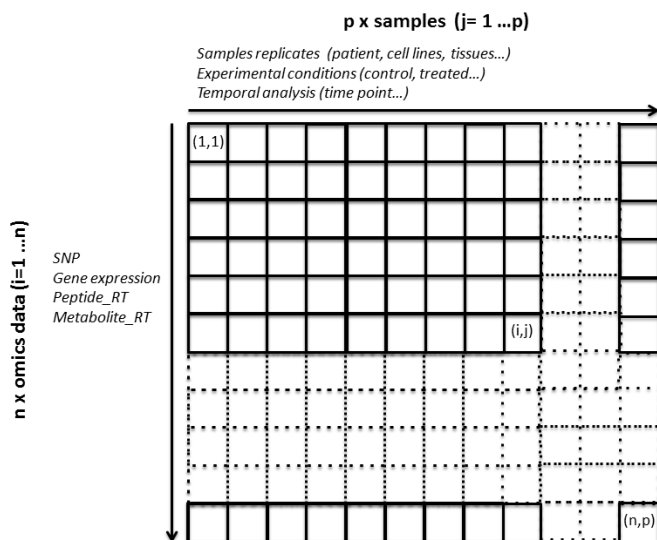 p x samples (j= 1 ...p)
Samples replicates (patient, cell lines, tissues...)
Experimental conditions (control, treated...)
Temporal analysis (time point...)
n x omics data (i=1 ...n)
SNP
Gene expression
Peptide_RT
Metabolite_RT
(1,1)
(i,j)
(n,p)